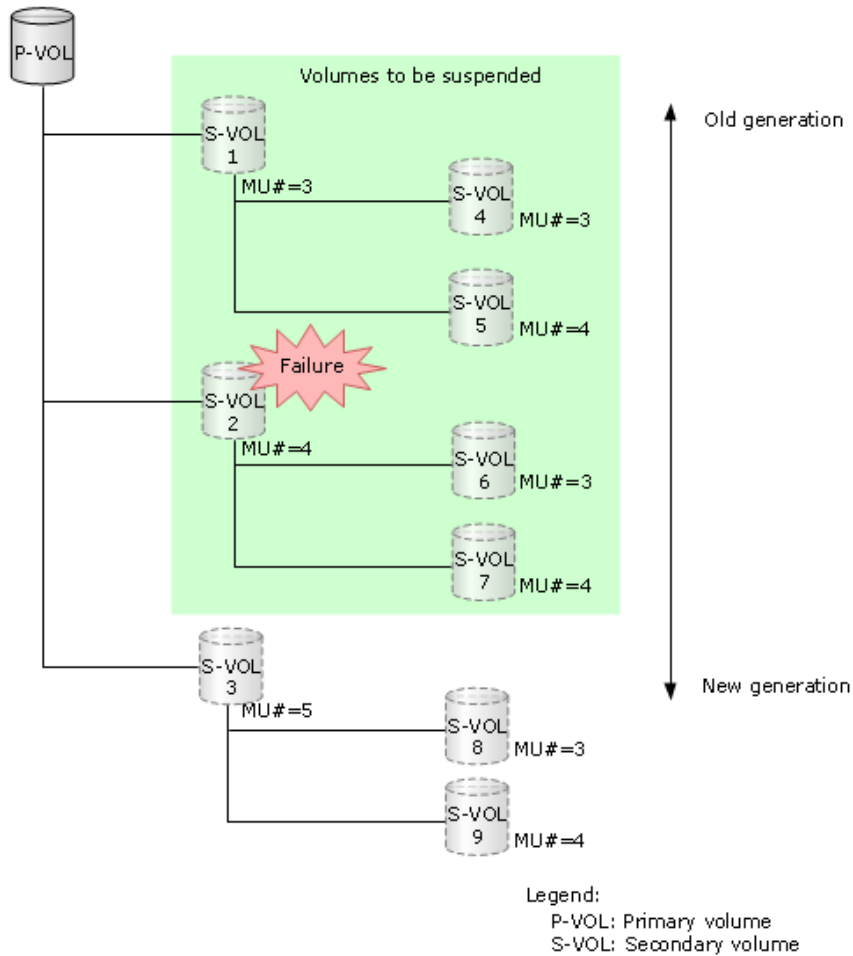 P-VOL
Volumes to be suspended
S-VOL
1
MU#=3
Old generation
S-VOL
4
MU#=3
S-VOL
5
MU#=4
Failure
S-VOL
2
MU#=4
S-VOL
6
MU#=3
S-VOL
7
MU#=4
S-VOL
3
MU#=5
New generation
S-VOL
8
MU#=3
S-VOL
9
MU#=4
Legend:
P-VOL: Primary volume
S-VOL: Secondary volume